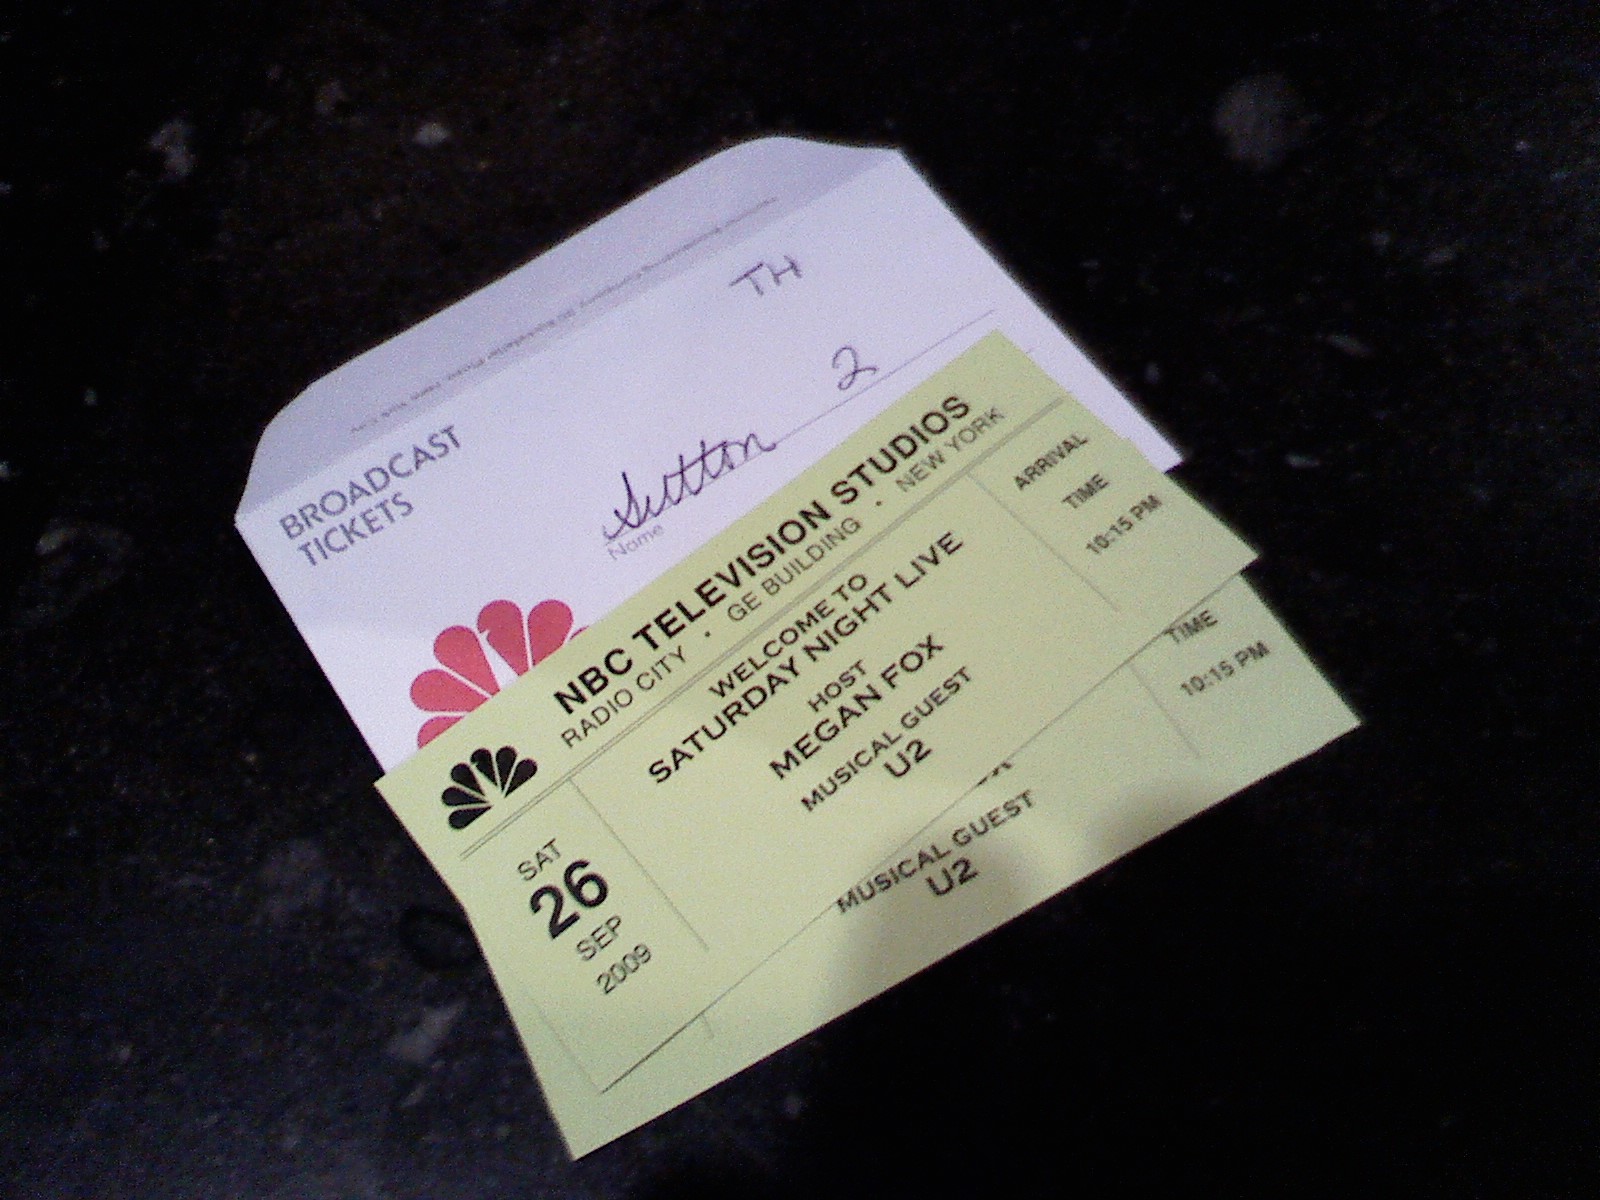 TH
2
BROADCAST
TICKETS
Sutton
Name
NBC TELEVISION STUDIOS
RADIO CITY · GE BUILDING · NEW YORK
WELCOME TO
SATURDAY NIGHT LIVE
HOST
MEGAN FOX
MUSICAL GUEST
U2
SAT
26
SEP
2009
ARRIVAL
TIME
10:15 PM
TIME
10:15 PM
MUSICAL GUEST
U2